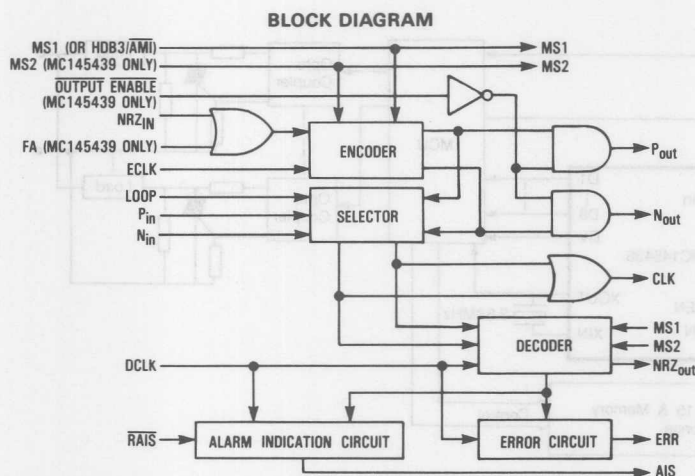 BLOCK DIAGRAM
MS1 (OR HDB3/AMI)
MS1
MS2 (MC145439 ONLY)
MS2
OUTPUT ENABLE
(MC145439 ONLY)
NRZIN
FA (MC145439 ONLY)
ENCODER
Pout
ECLK
LOOP
SELECTOR
Pin
Nout
Nin
CLK
MS1
DECODER
MS2
DCLK
NRZout
RAIS
ALARM INDICATION CIRCUIT
ERROR CIRCUIT
ERR
AIS